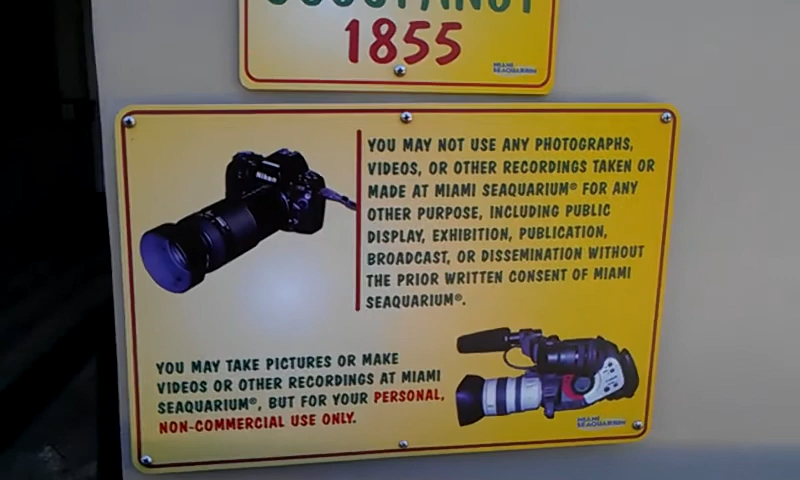 OCCUPANCY
1855
MIAMI
SEAQUARIUM
Nikon
YOU MAY NOT USE ANY PHOTOGRAPHS,
VIDEOS, OR OTHER RECORDINGS TAKEN OR
MADE AT MIAMI SEAQUARIUM® FOR ANY
OTHER PURPOSE, INCLUDING PUBLIC
DISPLAY, EXHIBITION, PUBLICATION,
BROADCAST, OR DISSEMINATION WITHOUT
THE PRIOR WRITTEN CONSENT OF MIAMI
SEAQUARIUM®.
YOU MAY TAKE PICTURES OR MAKE
VIDEOS OR OTHER RECORDINGS AT MIAMI
SEAQUARIUM®, BUT FOR YOUR PERSONAL,
NON-COMMERCIAL USE ONLY.
MIAMI
SEAQUARIUM